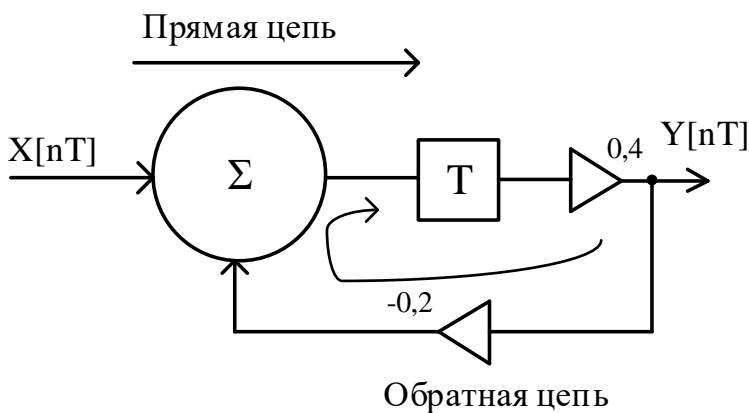 Прямая цепь
X[nT]
Σ
T
0,4
Y[nT]
-0,2
Обратная цепь